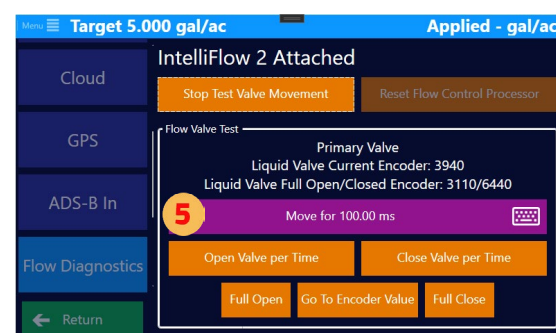 Menu Target 5.000 gal/ac Applied - gal/ac
IntelliFlow 2 Attached
Cloud
Stop Test Valve Movement Reset Flow Control Processor
Flow Valve Test
GPS
Primary Valve
Liquid Valve Current Encoder: 3940
Liquid Valve Full Open/Closed Encoder: 3110/6440
ADS-B In
5 Move for 100.00 ms
Flow Diagnostics
Open Valve per Time Close Valve per Time
Full Open Go To Encoder Value Full Close
Return